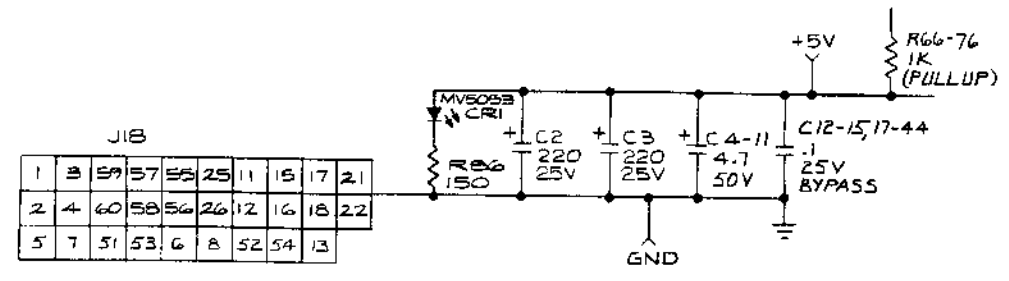 +5V
R66-76
1K
(PULLUP)
MV5053
CR1
R86
150
+ C2
220
25V
+ C3
220
25V
+ C4-11
4.7
50V
C12-15,17-44
.1
25V
BYPASS
GND
J18
1 3 59 57 55 25 11 15 17 21
2 4 60 58 56 26 12 16 18 22
5 7 51 53 6 8 52 54 13